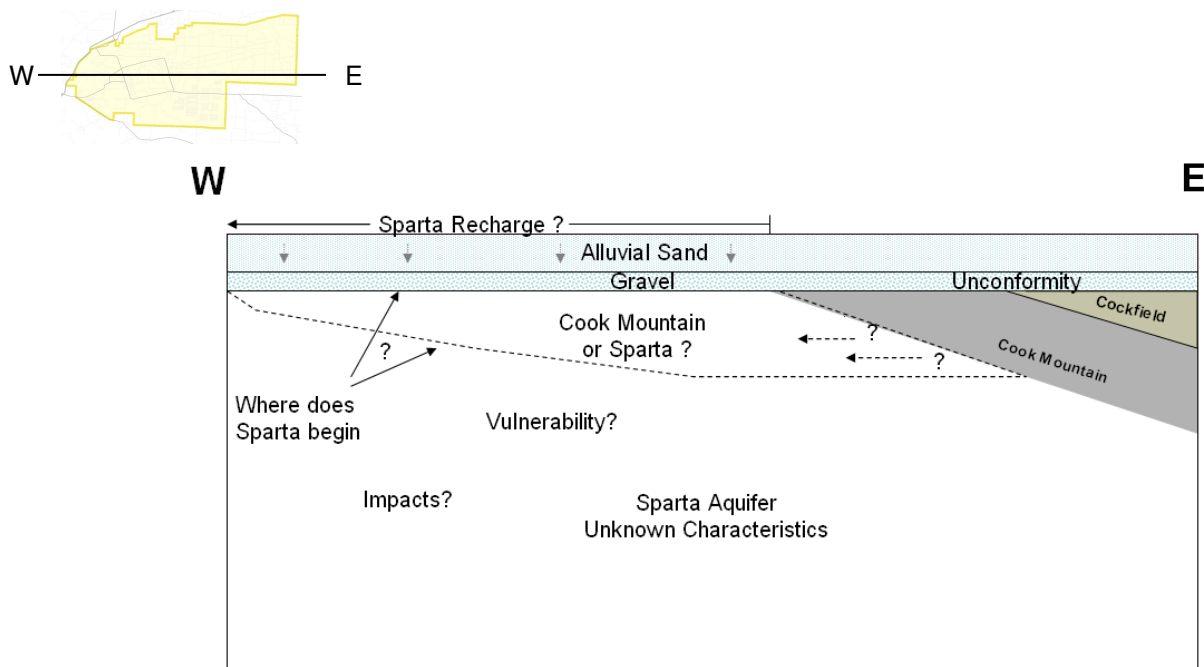 W
E
W
E
Sparta Recharge ?
Alluvial Sand
Gravel
Unconformity
Cockfield
Cook Mountain
or Sparta ?
?
?
?
Cook Mountain
Where does
Sparta begin
Vulnerability?
Impacts?
Sparta Aquifer
Unknown Characteristics